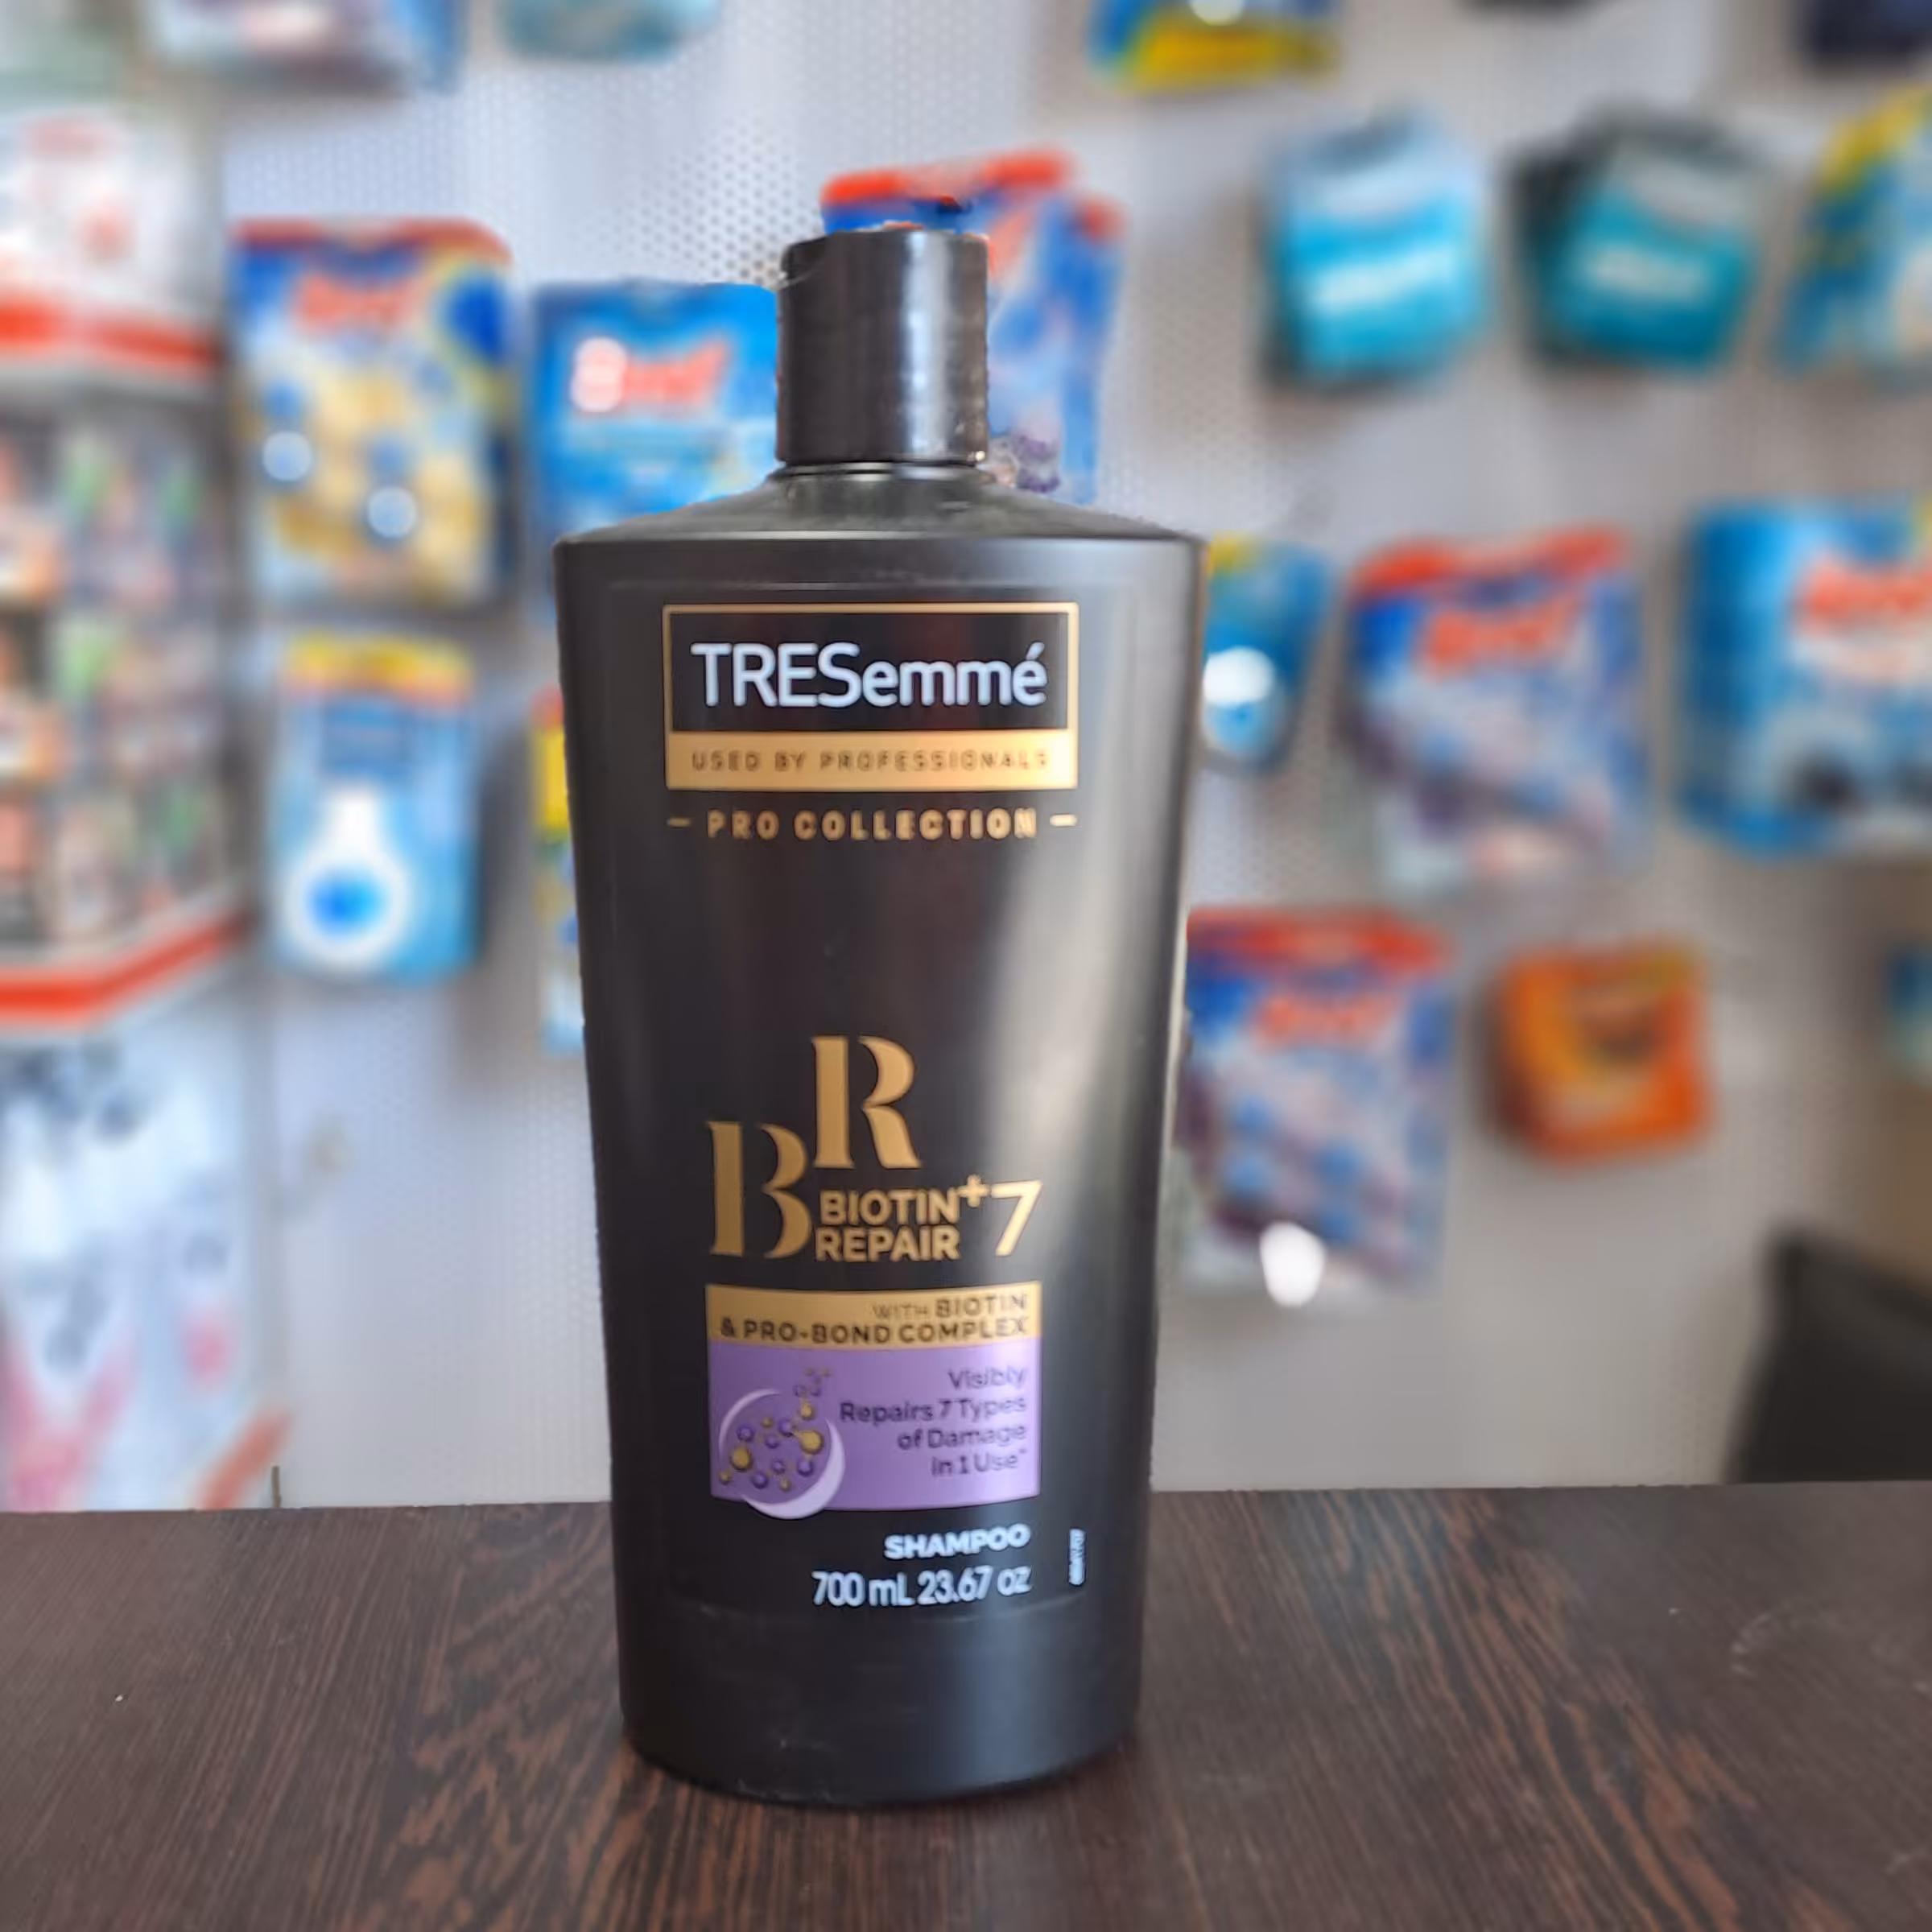 TRESemmé
USED BY PROFESSIONALS
– PRO COLLECTION –
BR
BIOTIN+7
REPAIR
WITH BIOTIN
& PRO-BOND COMPLEX
Visibly
Repairs 7 Types
of Damage
in 1 Use™
SHAMPOO
700 mL 23.67 oz